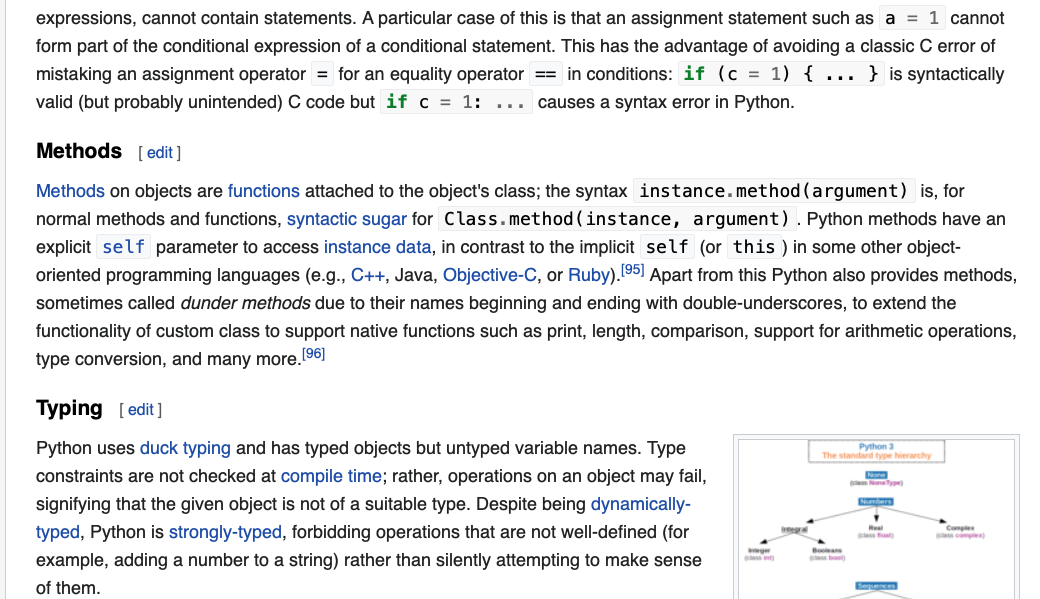 expressions, cannot contain statements. A particular case of this is that an assignment statement such as a = 1 cannot
form part of the conditional expression of a conditional statement. This has the advantage of avoiding a classic C error of
mistaking an assignment operator = for an equality operator == in conditions: if (c = 1) { ... } is syntactically
valid (but probably unintended) C code but if c = 1: ... causes a syntax error in Python.
Methods [ edit ]
Methods on objects are functions attached to the object's class; the syntax instance.method(argument) is, for
normal methods and functions, syntactic sugar for Class.method(instance, argument) . Python methods have an
explicit self parameter to access instance data, in contrast to the implicit self (or this ) in some other object-
oriented programming languages (e.g., C++, Java, Objective-C, or Ruby).[95] Apart from this Python also provides methods,
sometimes called dunder methods due to their names beginning and ending with double-underscores, to extend the
functionality of custom class to support native functions such as print, length, comparison, support for arithmetic operations,
type conversion, and many more.[96]
Typing [ edit ]
Python uses duck typing and has typed objects but untyped variable names. Type
constraints are not checked at compile time; rather, operations on an object may fail,
signifying that the given object is not of a suitable type. Despite being dynamically-
typed, Python is strongly-typed, forbidding operations that are not well-defined (for
example, adding a number to a string) rather than silently attempting to make sense
of them.
Python 3
The standard type hierarchy
None
(class NoneType)
Numbers
Integral
Real
(class float)
Complex
(class complex)
Integer
(class int)
Booleans
(class bool)
Sequences